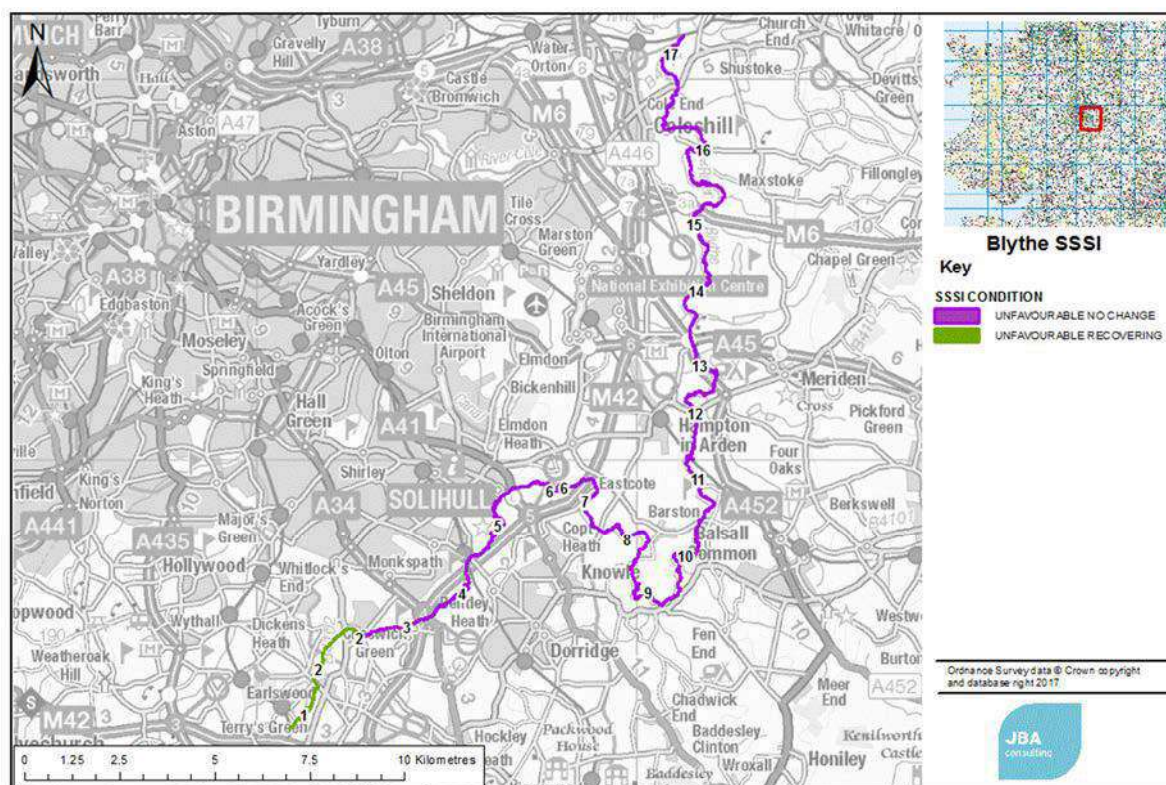 N
Perry Barr
Tyburn
Church End
Over Whitacre
A38
Gravelly Hill
Water Orton
Castle Bromwich
Shustoke
Devitts Green
17
Aston
A47
M6
Coleshill
A446
16
Maxstoke
Fillongley
River Cole
BIRMINGHAM
Tile Cross
Marston Green
15
M6
Chapel Green
Yardley
A38
Edgbaston
A45
Sheldon
National Exhibition Centre
14
Acock's Green
Birmingham International Airport
Moseley
Olton
Elmdon
A45
Springfield
King's Heath
Bickenhill
13
Meriden
Hall Green
M42
Cross
Pickford Green
12
A41
Elmdon Heath
Hampton in Arden
Four Oaks
Shirley
King's Norton
A34
SOLIHULL
6 6
Eastcote
11
A452
Berkswell
A441
7
Barston
Major's Green
5
8
Balsall Common
A435
Hollywood
Monkspath
10
Whitlock's End
Knowle
4
9
Wythall
Dickens Heath
3
2
Dorridge
Fen End
Weatheroak Hill
2
Earlswood
Chadwick End
Meer End
A452
S
M42
1
Terry's Green
Hockley
Packwood House
Baddesley Clinton
Wroxall
Honiley
Kenilworth Castle
Baddesley
0 1.25 2.5 5 7.5 10 Kilometres
Blythe SSSI
Key
SSSI CONDITION
UNFAVOURABLE NO CHANGE
UNFAVOURABLE RECOVERING
Ordnance Survey data © Crown copyright
and database right 2017
JBA
consulting